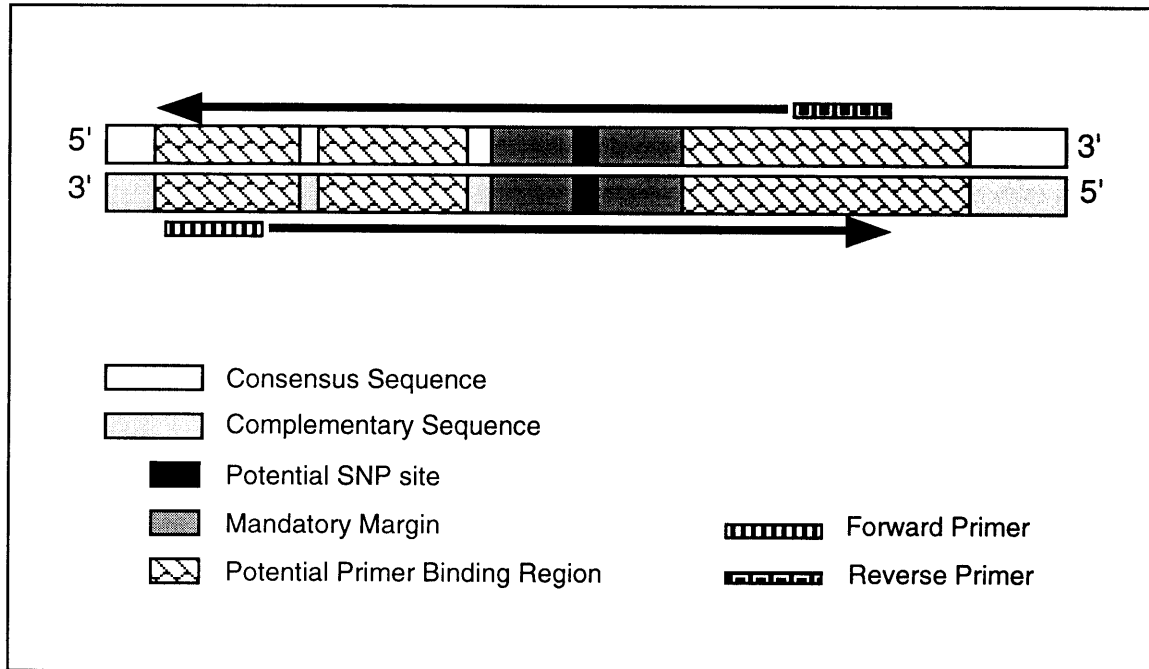 5'
3'
3'
5'
Consensus Sequence
Complementary Sequence
Potential SNP site
Mandatory Margin
Potential Primer Binding Region
Forward Primer
Reverse Primer